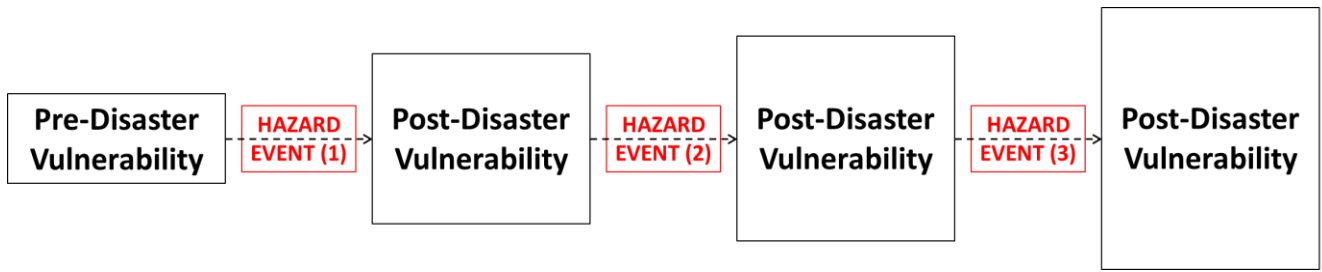 Pre-Disaster
Vulnerability
HAZARD
EVENT (1)
Post-Disaster
Vulnerability
HAZARD
EVENT (2)
Post-Disaster
Vulnerability
HAZARD
EVENT (3)
Post-Disaster
Vulnerability